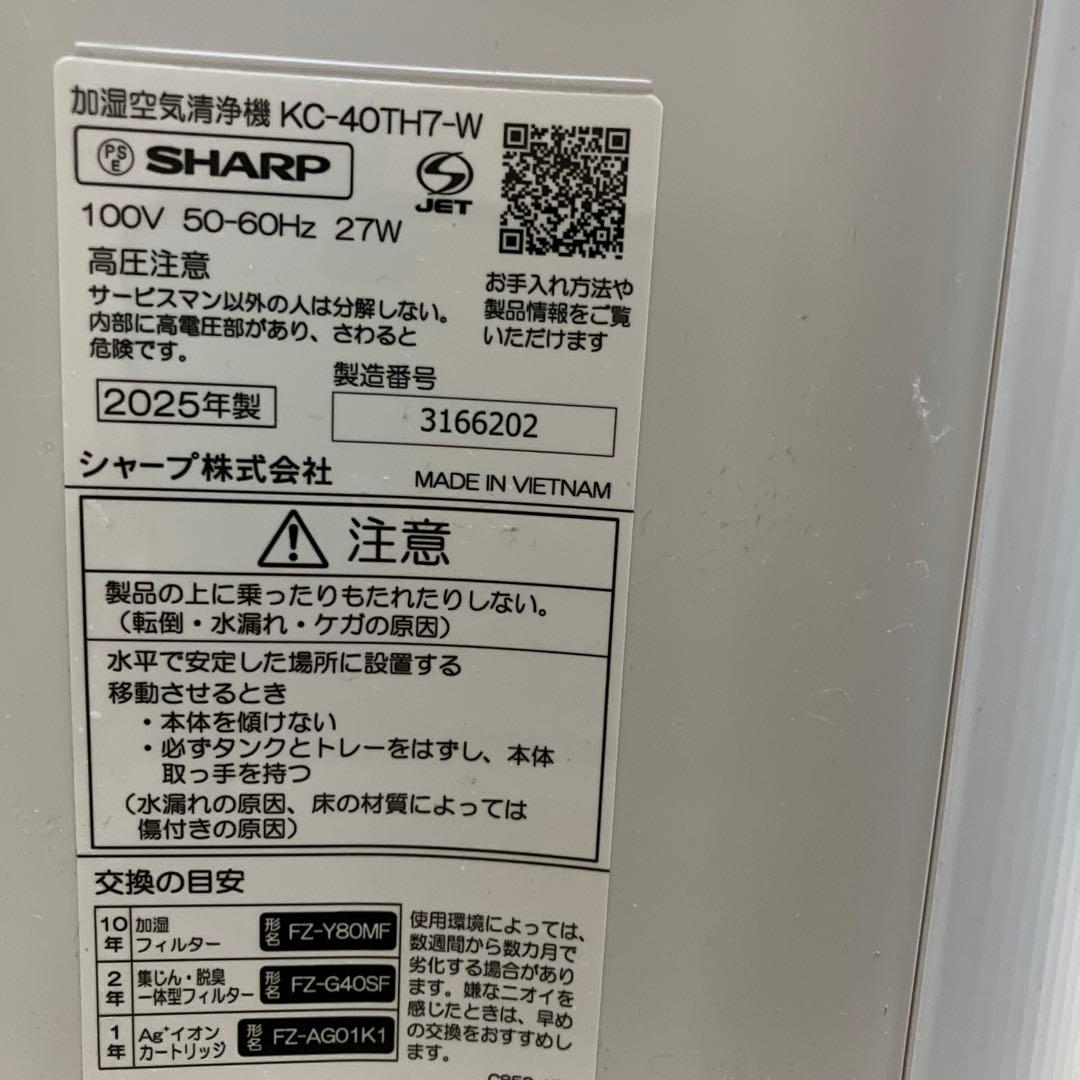 加湿空気清浄機 KC-40TH7-W
PSE SHARP
JET
100V 50-60Hz 27W
高圧注意
サービスマン以外の人は分解しない。
内部に高電圧部があり、さわると
危険です。
お手入れ方法や
製品情報をご覧
いただけます
2025年製
製造番号
3166202
シャープ株式会社
MADE IN VIETNAM
注意
製品の上に乗ったりもたれたりしない。
（転倒・水漏れ・ケガの原因）
水平で安定した場所に設置する
移動させるとき
・本体を傾けない
・必ずタンクとトレーをはずし、本体
取っ手を持つ
（水漏れの原因、床の材質によっては
傷付きの原因）
交換の目安
10年 加湿フィルター 形名 FZ-Y80MF
2年 集じん・脱臭一体型フィルター 形名 FZ-G40SF
1年 Ag⁺イオンカートリッジ 形名 FZ-AG01K1
使用環境によっては、
数週間から数カ月で
劣化する場合があり
ます。嫌なニオイを
感じたときは、早め
の交換をおすすめし
ます。